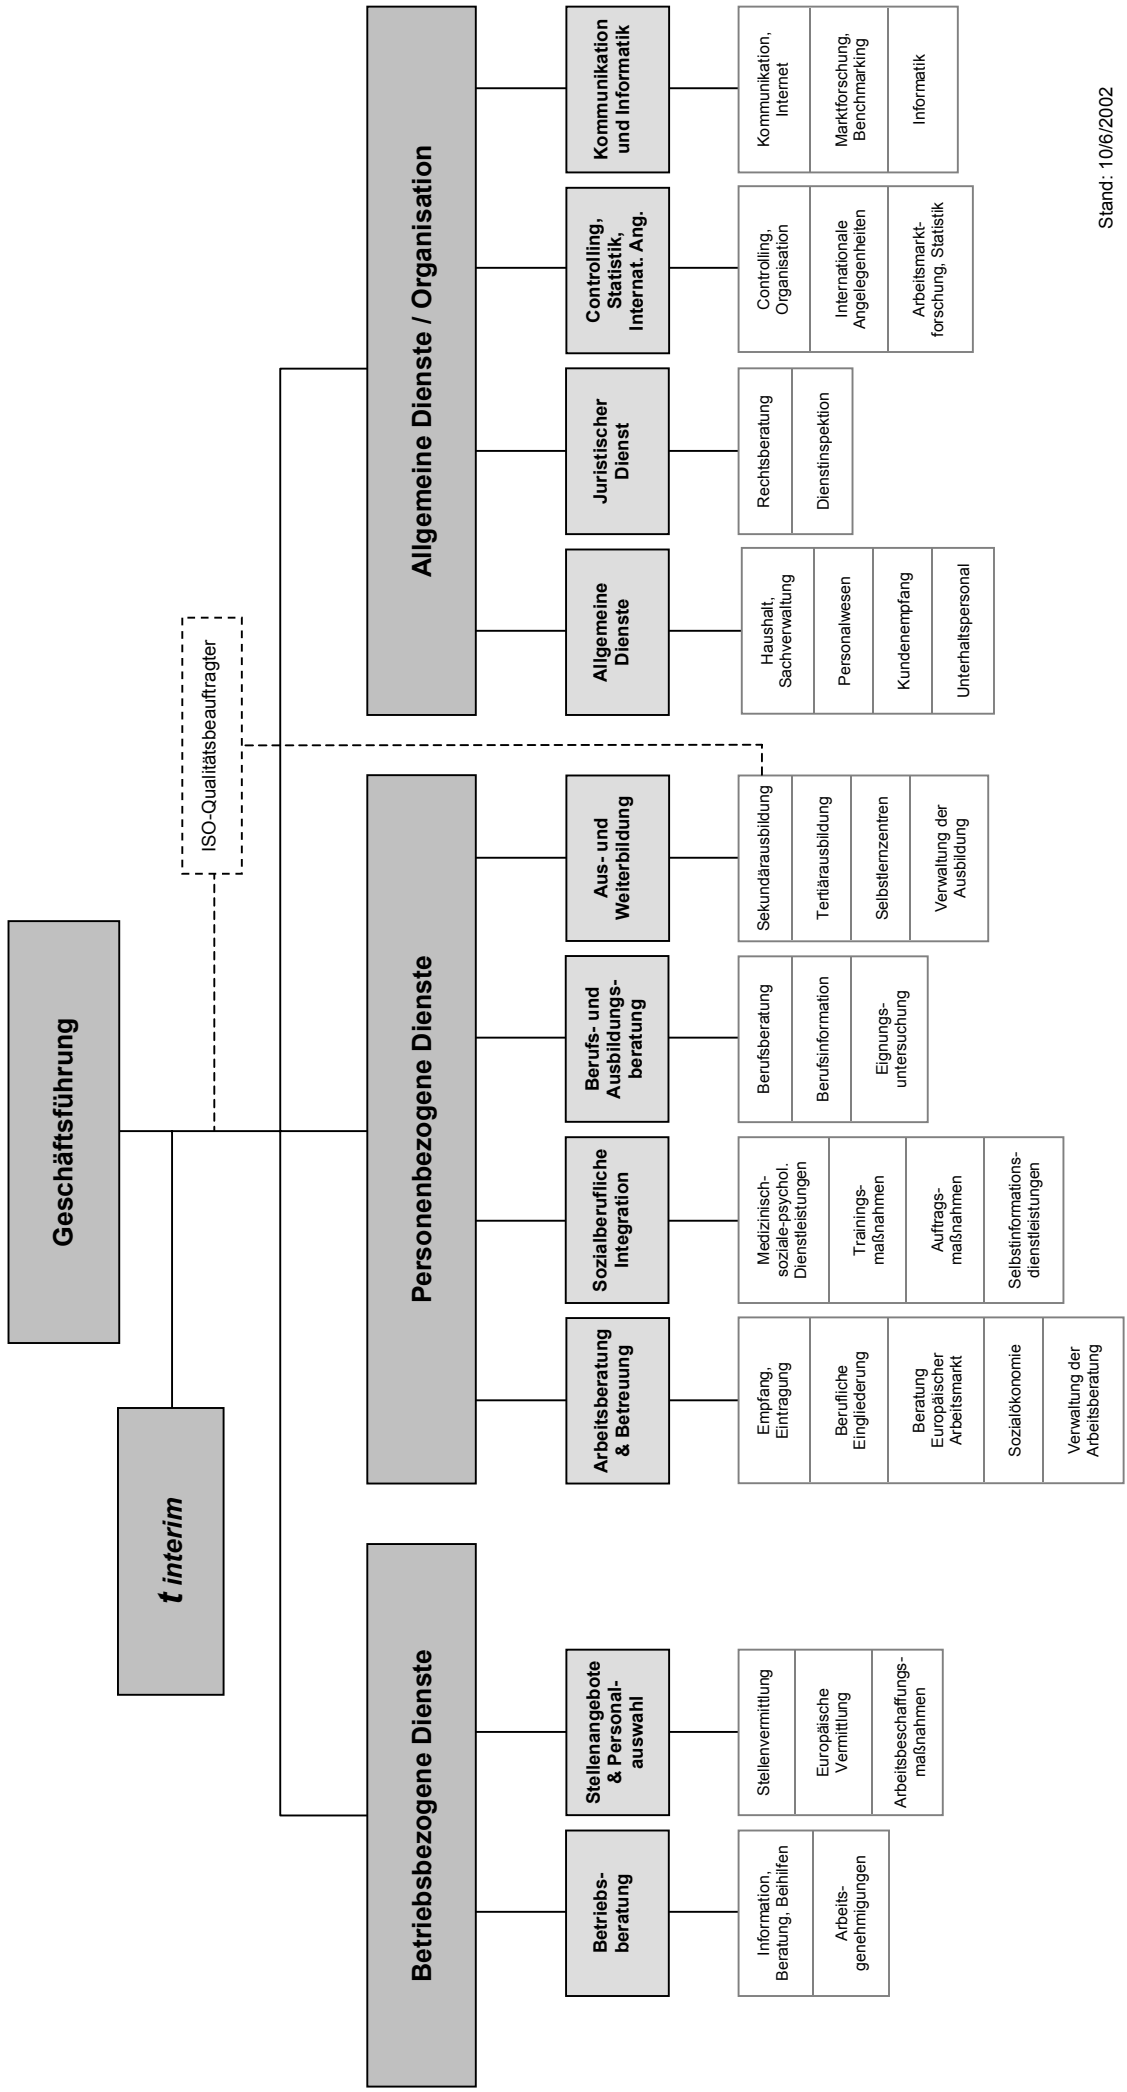 Geschäftsführung
t interim
ISO-Qualitätsbeauftragter
Betriebsbezogene Dienste
Personenbezogene Dienste
Allgemeine Dienste / Organisation
Betriebs-
beratung
Stellenangebote
& Personal-
auswahl
Arbeitsberatung
& Betreuung
Sozialberufliche
Integration
Berufs- und
Ausbildungs-
beratung
Aus- und
Weiterbildung
Allgemeine
Dienste
Juristischer
Dienst
Controlling,
Statistik,
Internat. Ang.
Kommunikation
und Informatik
Information,
Beratung, Beihilfen
Arbeits-
genehmigungen
Stellenvermittlung
Europäische
Vermittlung
Arbeitsbeschaffungs-
maßnahmen
Empfang,
Eintragung
Berufliche
Eingliederung
Beratung
Europäischer
Arbeitsmarkt
Sozialökonomie
Verwaltung der
Arbeitsberatung
Medizinisch-
soziale-psychol.
Dienstleistungen
Trainings-
maßnahmen
Auftrags-
maßnahmen
Selbstinformations-
dienstleistungen
Berufsberatung
Berufsinformation
Eignungs-
untersuchung
Sekundärausbildung
Tertiärausbildung
Selbstlernzentren
Verwaltung der
Ausbildung
Haushalt,
Sachverwaltung
Personalwesen
Kundenempfang
Unterhaltspersonal
Rechtsberatung
Dienstinspektion
Controlling,
Organisation
Internationale
Angelegenheiten
Arbeitsmarkt-
forschung, Statistik
Kommunikation,
Internet
Marktforschung,
Benchmarking
Informatik
Stand: 10/6/2002